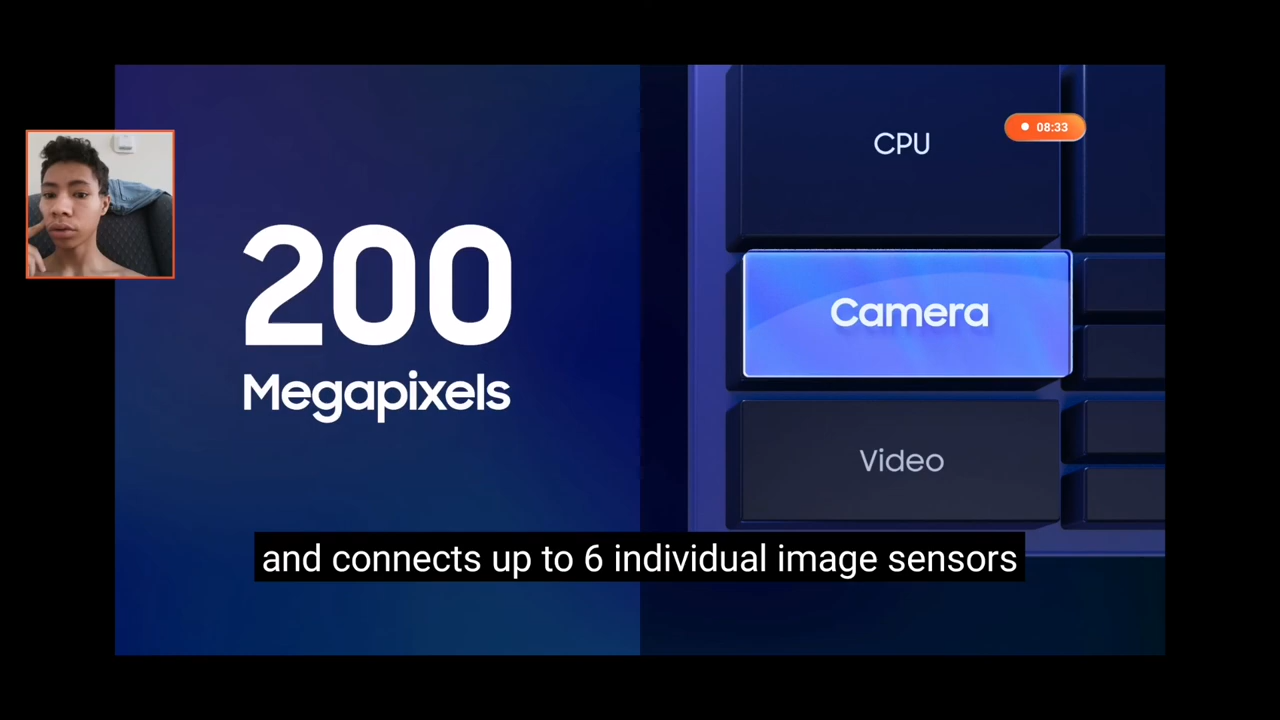 CPU
08:33
200
Megapixels
Camera
Video
and connects up to 6 individual image sensors